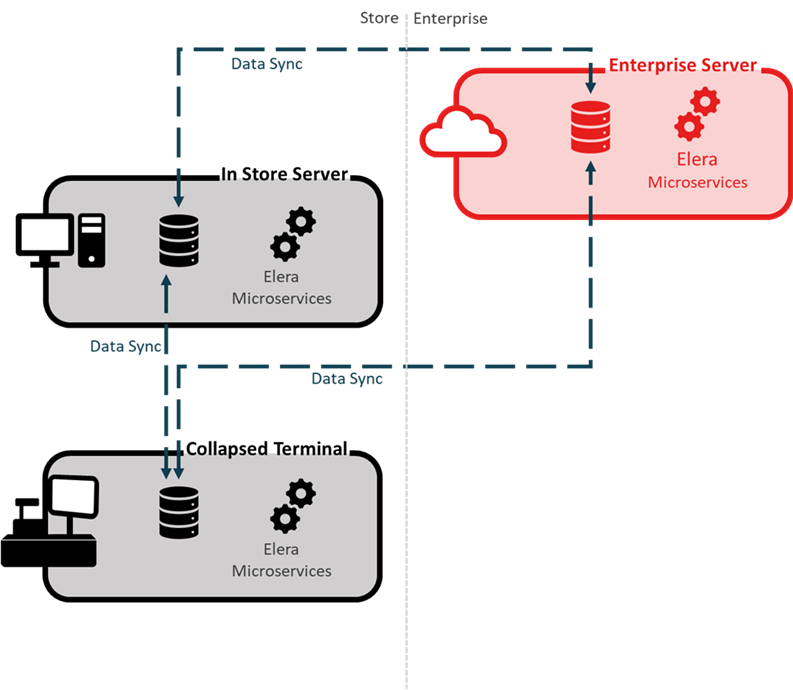 Store
Enterprise
Data Sync
Enterprise Server
Elera
Microservices
In Store Server
Elera
Microservices
Data Sync
Data Sync
Collapsed Terminal
Elera
Microservices